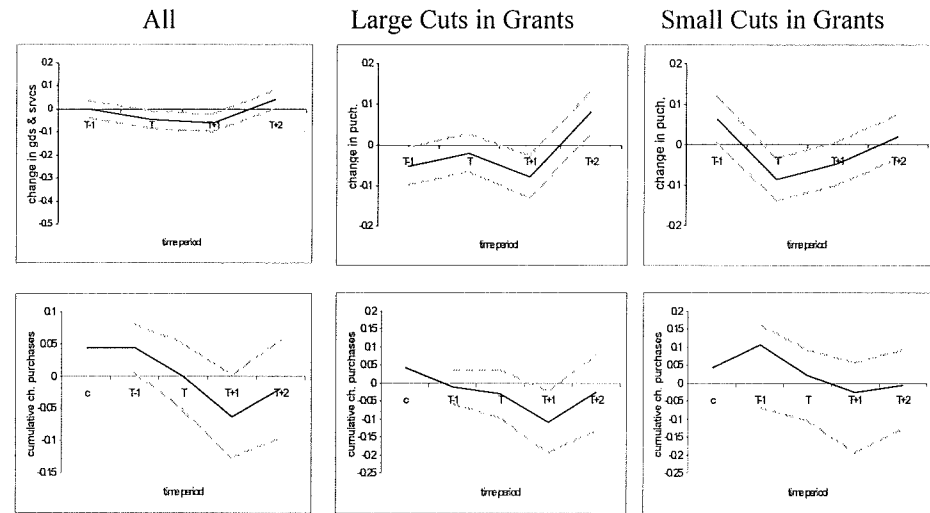 All
Large Cuts in Grants
Small Cuts in Grants
change in gds & srvcs
0.2
0.1
0
-0.1
-0.2
-0.3
-0.4
-0.5
T-1
T
T+1
T+2
time period
change in puch.
0.2
0.1
0
-0.1
-0.2
T-1
T
T+1
T+2
time period
change in puch.
0.2
0.1
0
-0.1
-0.2
T-1
T
T+1
T+2
time period
cumulative ch. purchases
0.1
0.05
0
-0.05
-0.1
-0.15
c
T-1
T
T+1
T+2
time period
cumulative ch. purchases
0.2
0.15
0.1
0.05
0
-0.05
-0.1
-0.15
-0.2
-0.25
c
T-1
T
T+1
T+2
time period
cumulative ch. purchases
0.2
0.15
0.1
0.05
0
-0.05
-0.1
-0.15
-0.2
-0.25
c
T-1
T
T+1
T+2
time period